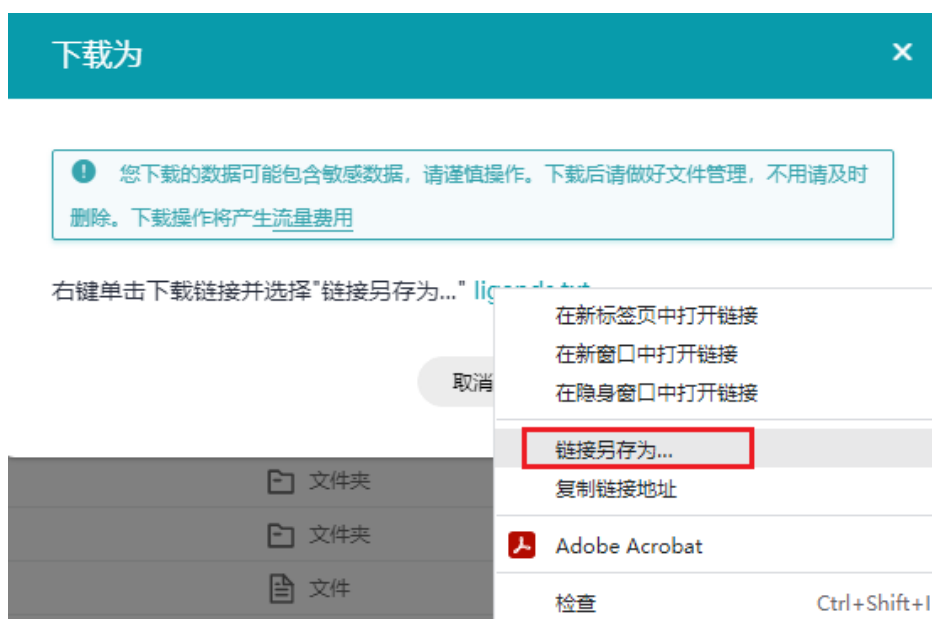 下载为
您下载的数据可能包含敏感数据，请谨慎操作。下载后请做好文件管理，不用请及时
删除。下载操作将产生流量费用
右键单击下载链接并选择"链接另存为..."
在新标签页中打开链接
在新窗口中打开链接
在隐身窗口中打开链接
取消
链接另存为...
复制链接地址
文件夹
文件夹
Adobe Acrobat
文件
检查 Ctrl+Shift+I